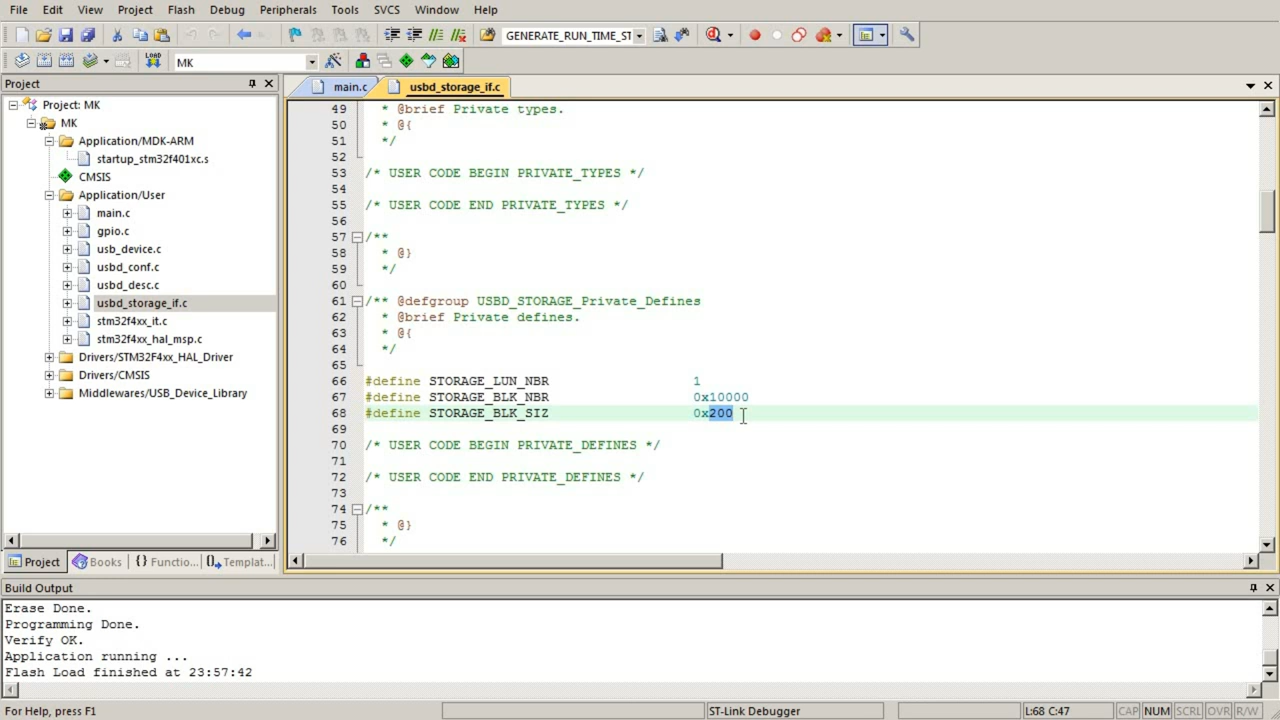 File Edit View Project Flash Debug Peripherals Tools SVCS Window Help
GENERATE_RUN_TIME_ST
LOAD MK
Project
Project: MK
MK
Application/MDK-ARM
startup_stm32f401xc.s
CMSIS
Application/User
main.c
gpio.c
usb_device.c
usbd_conf.c
usbd_desc.c
usbd_storage_if.c
stm32f4xx_it.c
stm32f4xx_hal_msp.c
Drivers/STM32F4xx_HAL_Driver
Drivers/CMSIS
Middlewares/USB_Device_Library
Project Books {} Functio... Templat...
main.c usbd_storage_if.c
49 * @brief Private types.
50 * @{
51 */
52
53 /* USER CODE BEGIN PRIVATE_TYPES */
54
55 /* USER CODE END PRIVATE_TYPES */
56
57 /**
58 * @}
59 */
60
61 /** @defgroup USBD_STORAGE_Private_Defines
62 * @brief Private defines.
63 * @{
64 */
65
66 #define STORAGE_LUN_NBR 1
67 #define STORAGE_BLK_NBR 0x10000
68 #define STORAGE_BLK_SIZ 0x200
69
70 /* USER CODE BEGIN PRIVATE_DEFINES */
71
72 /* USER CODE END PRIVATE_DEFINES */
73
74 /**
75 * @}
76 */
Build Output
Erase Done.
Programming Done.
Verify OK.
Application running ...
Flash Load finished at 23:57:42
For Help, press F1 ST-Link Debugger L:68 C:47 CAP NUM SCRL OVR R/W